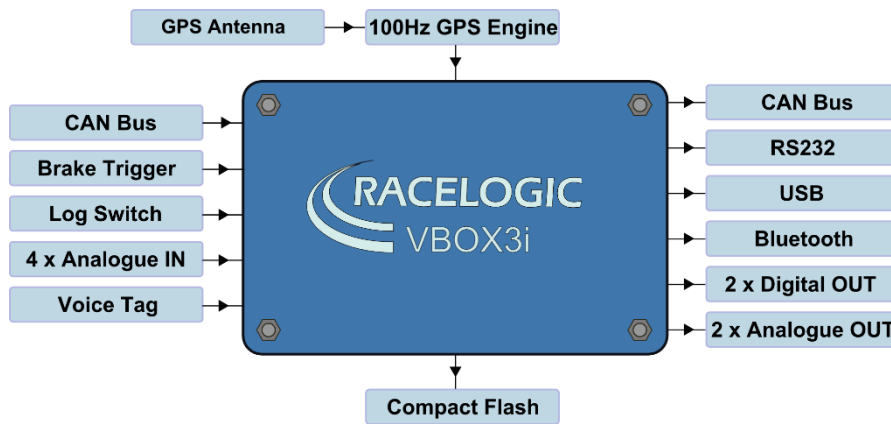 GPS Antenna
100Hz GPS Engine
CAN Bus
Brake Trigger
Log Switch
4 x Analogue IN
Voice Tag
RACELOGIC
VBOX3i
CAN Bus
RS232
USB
Bluetooth
2 x Digital OUT
2 x Analogue OUT
Compact Flash